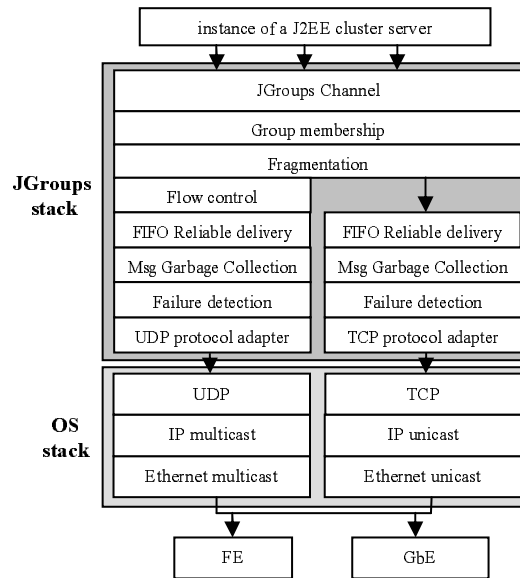 instance of a J2EE cluster server
JGroups Channel
Group membership
Fragmentation
JGroups
stack
Flow control
FIFO Reliable delivery
Msg Garbage Collection
Failure detection
UDP protocol adapter
FIFO Reliable delivery
Msg Garbage Collection
Failure detection
TCP protocol adapter
OS
stack
UDP
IP multicast
Ethernet multicast
TCP
IP unicast
Ethernet unicast
FE
GbE